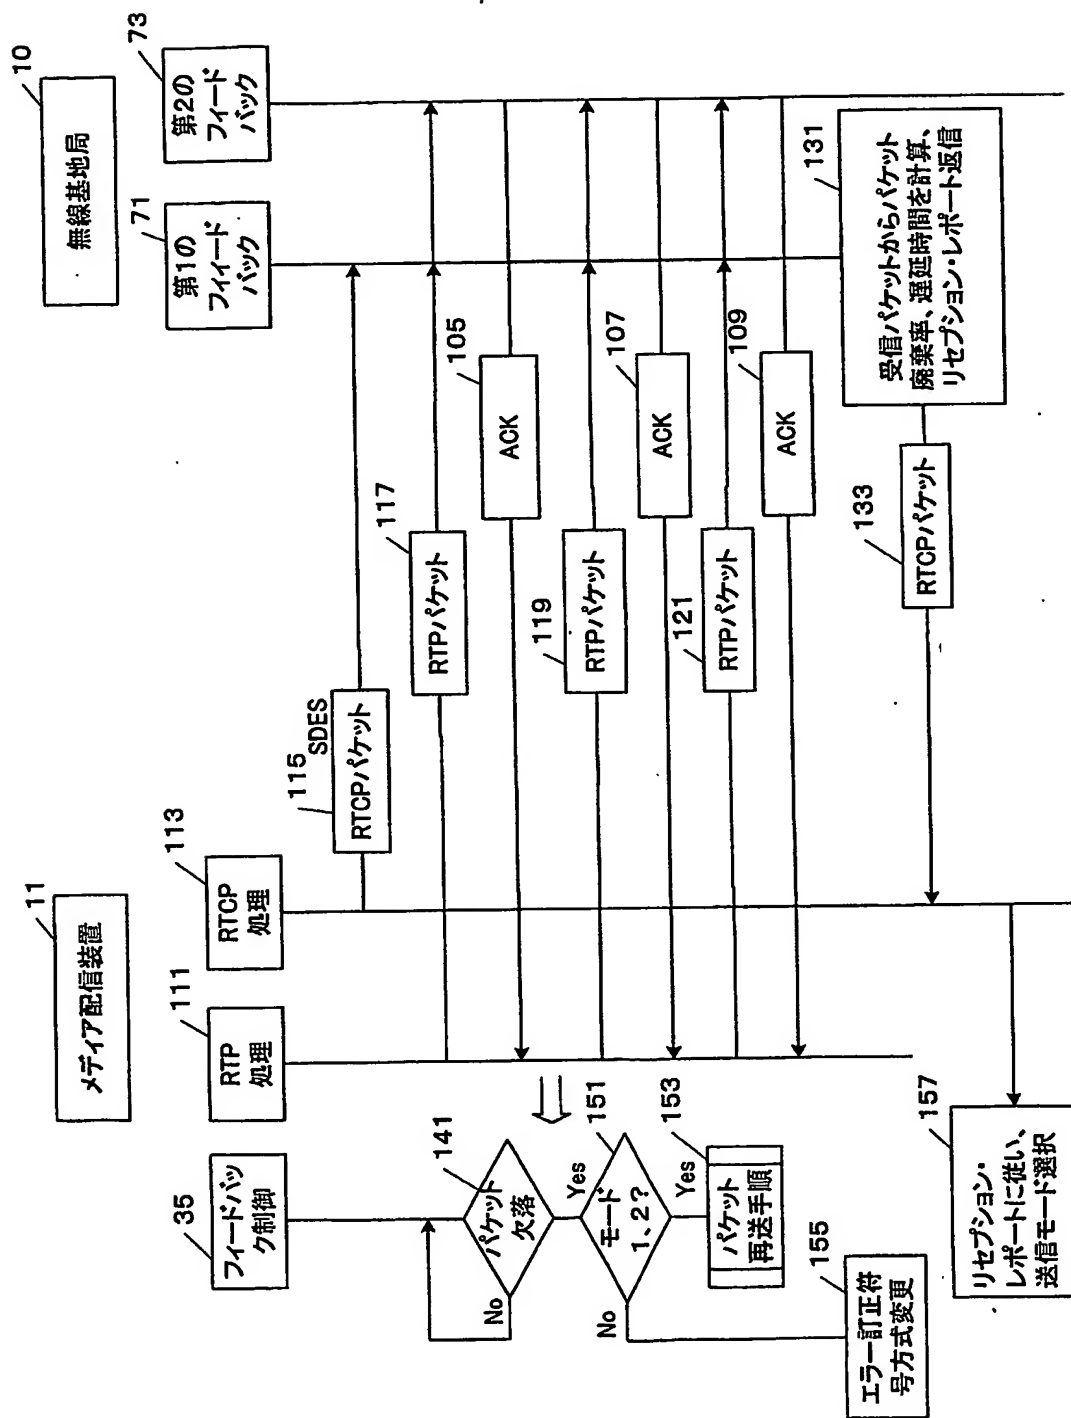 11
メディア配信装置
10
無線基地局
35
フィードバッ
ク制御
111
RTP
処理
113
RTCP
処理
71
第1の
フィード
バック
73
第2の
フィード
バック
115
SDES
RTCPパケット
141
パケット
欠落
No
Yes
117
RTPパケット
105
ACK
151
モード
1、2?
No
Yes
119
RTPパケット
107
ACK
153
パケット
再送手順
121
RTPパケット
109
ACK
155
エラー訂正符
号方式変更
131
受信パケットからパケット
廃棄率、遅延時間を計算、
リセプション・レポート返信
133
RTCPパケット
157
リセプション・
レポートに従い、
送信モード選択